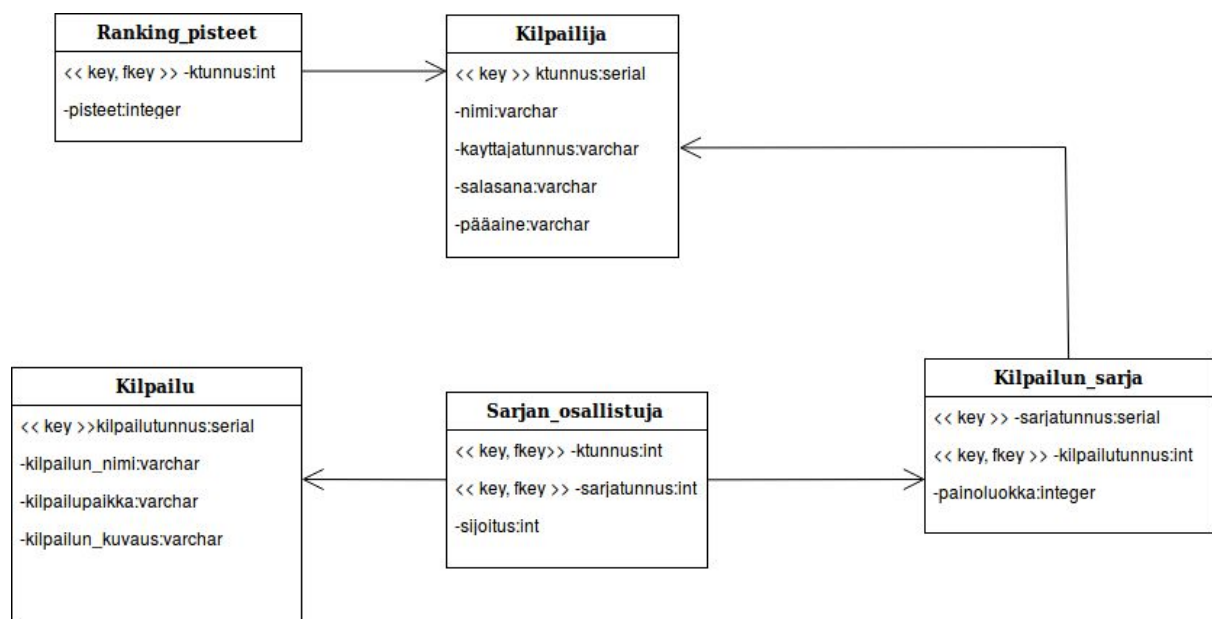 Ranking_pisteet
<< key, fkey >> -ktunnus:int
-pisteet:integer
Kilpailija
<< key >> ktunnus:serial
-nimi:varchar
-kayttajatunnus:varchar
-salasana:varchar
-pääaine:varchar
Kilpailu
<< key >>kilpailutunnus:serial
-kilpailun_nimi:varchar
-kilpailupaikka:varchar
-kilpailun_kuvaus:varchar
Sarjan_osallistuja
<< key, fkey>> -ktunnus:int
<< key, fkey >> -sarjatunnus:int
-sijoitus:int
Kilpailun_sarja
<< key >> -sarjatunnus:serial
<< key, fkey >> -kilpailutunnus:int
-painoluokka:integer